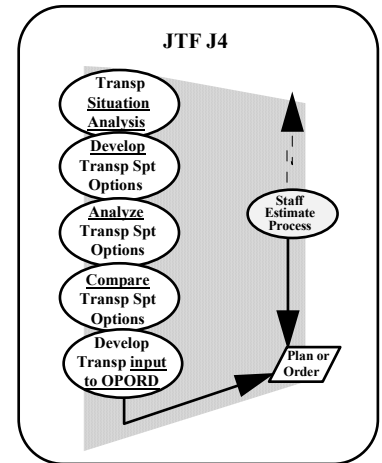 JTF J4
Transp
Situation
Analysis
Develop
Transp Spt
Options
Analyze
Transp Spt
Options
Compare
Transp Spt
Options
Develop
Transp input
to OPORD
Staff
Estimate
Process
Plan or
Order